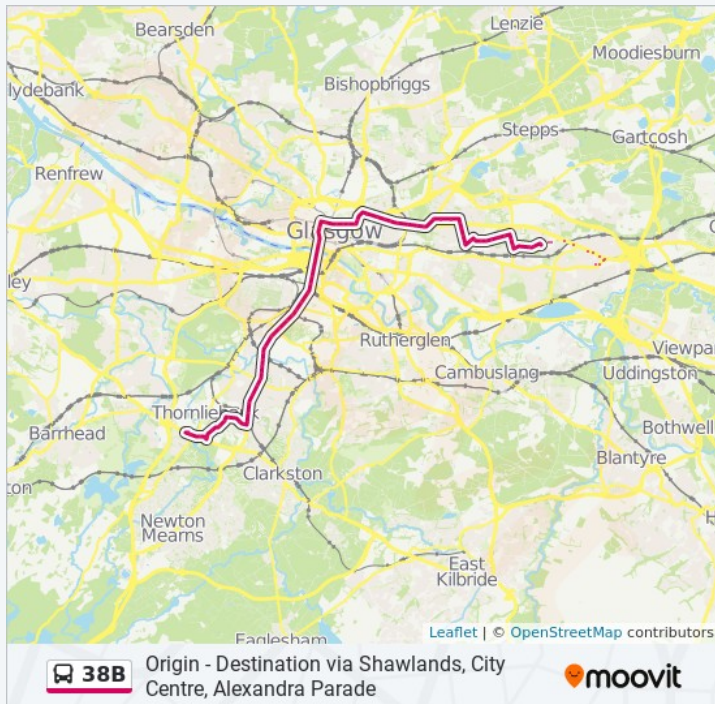 Bearsden
Lenzie
Moodiesburn
lydebank
Bishopbriggs
Stepps
Gartcosh
Renfrew
Glasgow
C
ley
Rutherglen
Viewpar
Cambuslang
Uddington
Thornliebank
Barrhead
Bothwell
Blantyre
ton
Clarkston
H
Newton
Mearns
East
Kilbride
Eaglesham
Leaflet | © OpenStreetMap contributors
38B
Origin - Destination via Shawlands, City
Centre, Alexandra Parade
moovit